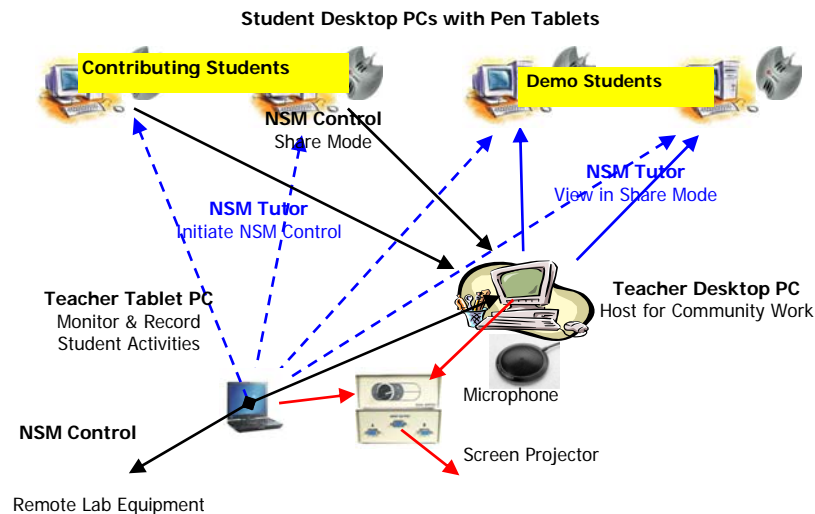 Student Desktop PCs with Pen Tablets
Contributing Students
Demo Students
NSM Control
Share Mode
NSM Tutor
View in Share Mode
NSM Tutor
Initiate NSM Control
Teacher Tablet PC
Monitor & Record
Student Activities
Teacher Desktop PC
Host for Community Work
Microphone
NSM Control
Screen Projector
Remote Lab Equipment